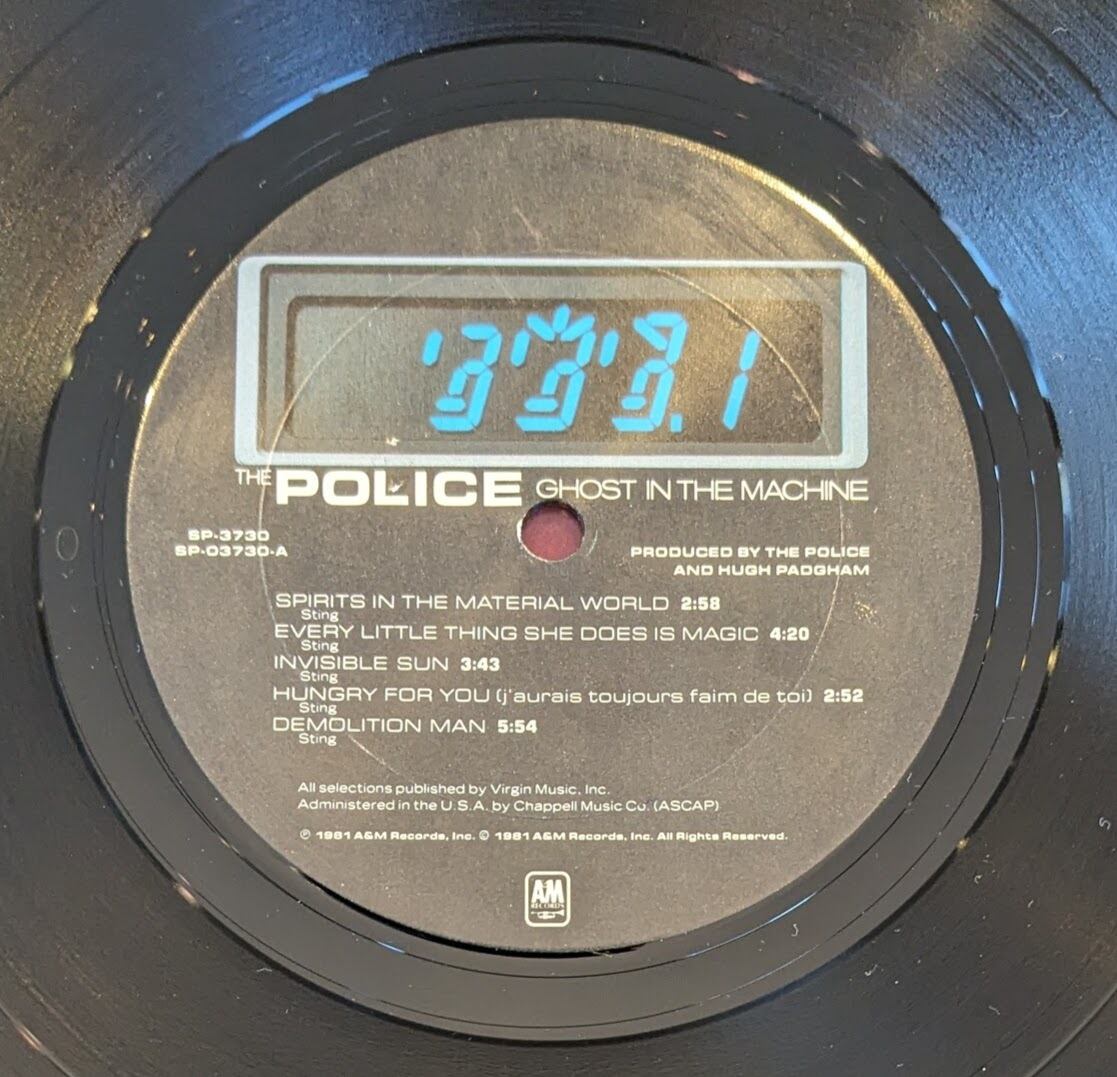 THE POLICE GHOST IN THE MACHINE
SP-3730
SP-03730-A
PRODUCED BY THE POLICE
AND HUGH PADGHAM
SPIRITS IN THE MATERIAL WORLD 2:58
Sting
EVERY LITTLE THING SHE DOES IS MAGIC 4:20
Sting
INVISIBLE SUN 3:43
Sting
HUNGRY FOR YOU (j'aurais toujours faim de toi) 2:52
Sting
DEMOLITION MAN 5:54
Sting
All selections published by Virgin Music, Inc.
Administered in the U.S.A. by Chappell Music Co. (ASCAP)
℗ 1981 A&M Records, Inc. © 1981 A&M Records, Inc. All Rights Reserved.
A&M
RECORDS